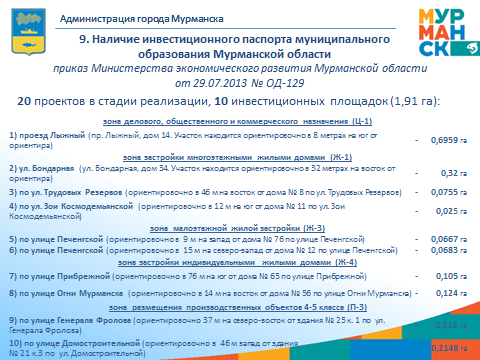 Администрация города Мурманска
МУР
МАНСК
9. Наличие инвестиционного паспорта муниципального
образования Мурманской области
приказ Министерства экономического развития Мурманской области
от 29.07.2013 № ОД-129
20 проектов в стадии реализации, 10 инвестиционных площадок (1,91 га):
зона делового, общественного и коммерческого назначения (Ц-1)
1) проезд Лыжный (пр. Лыжный, дом 14. Участок находится ориентировочно в 8 метрах на юг от
ориентира) - 0,6959 га
зона застройки многоэтажными жилыми домами (Ж-1)
2) ул. Бондарная (ул. Бондарная, дом 34. Участок находится ориентировочно в 32 метрах на восток от
ориентира) - 0,32 га
3) по ул. Трудовых Резервов (ориентировочно в 46 м на восток от дома № 8 по ул. Трудовых Резервов) - 0,0755 га
4) по ул. Зои Космодемьянской (ориентировочно в 12 м на юг от дома № 11 по ул. Зои
Космодемьянской) - 0,025 га
зона малоэтажной жилой застройки (Ж-3)
5) по улице Печенгской (ориентировочно в 9 м на запад от дома № 7б по улице Печенгской) - 0,0667 га
6) по улице Печенгской (ориентировочно в 15 м на северо-запад от дома № 12 по улице Печенгской) - 0,0683 га
зона застройки индивидуальными жилыми домами (Ж-4)
7) по улице Прибрежной (ориентировочно в 76 м на юг от дома № 65 по улице Прибрежной) - 0,105 га
8) по улице Огни Мурманска (ориентировочно в 14 м на восток от дома № 56 по улице Огни Мурманска) - 0,124 га
зона размещения производственных объектов 4-5 класса (П-3)
9) по улице Генерала Фролова (ориентировочно 37 м на северо-восток от здания № 25 к. 1 по ул.
Генерала Фролова) 0,212 га
10) по улице Домостроительной (ориентировочно в 46 м запад от здания
№ 21 к.3 по ул. Домостроительной) 0,2148 га